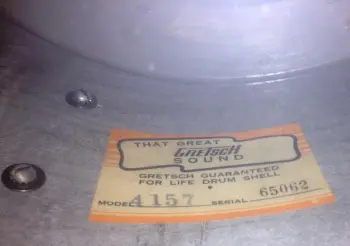 THAT GREAT
GRETSCH
SOUND
GRETSCH GUARANTEED
FOR LIFE DRUM SHELL
MODEL 4157 SERIAL 65062